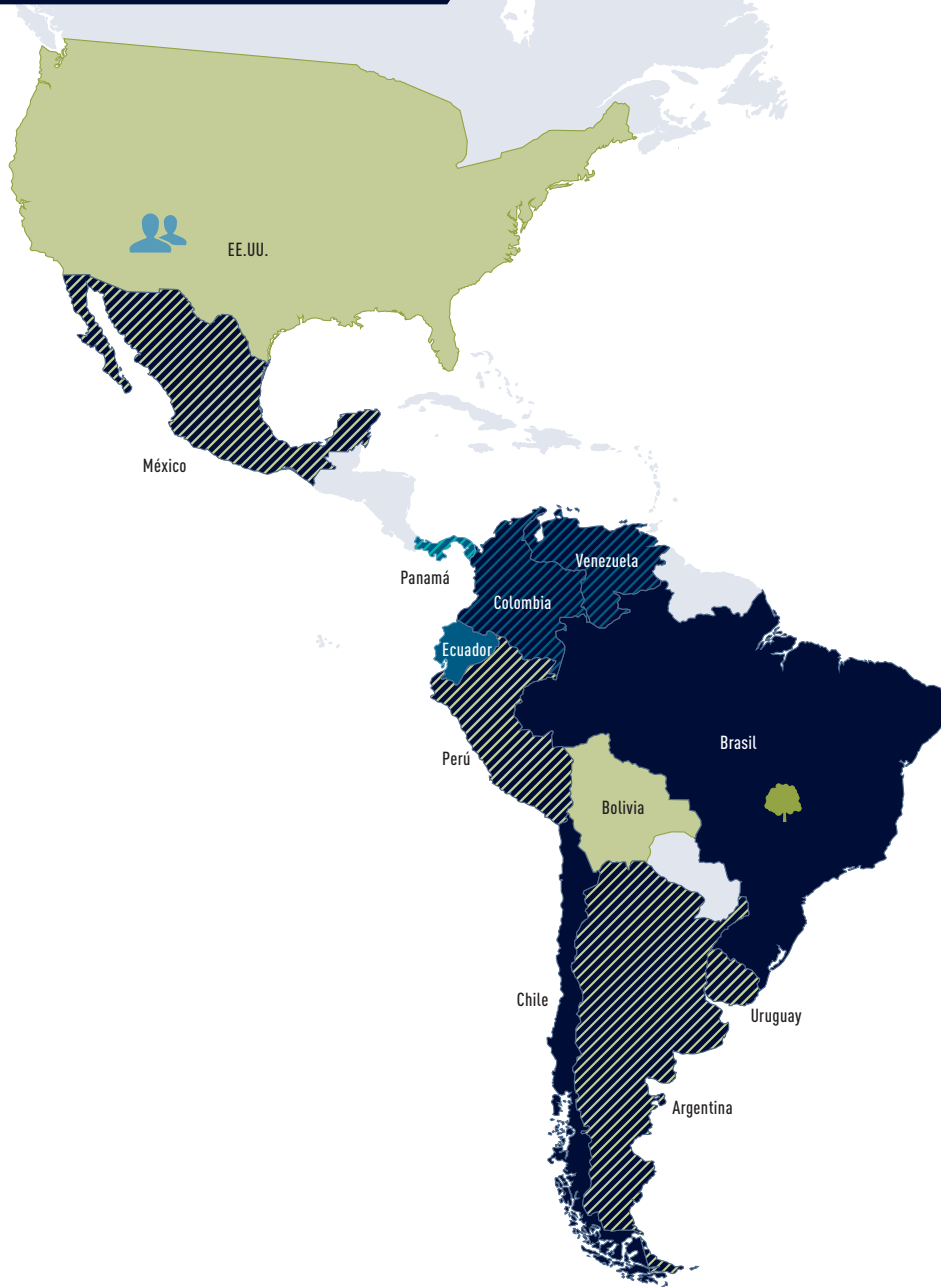 EE.UU.
México
Panamá
Venezuela
Colombia
Ecuador
Perú
Brasil
Bolivia
Chile
Uruguay
Argentina